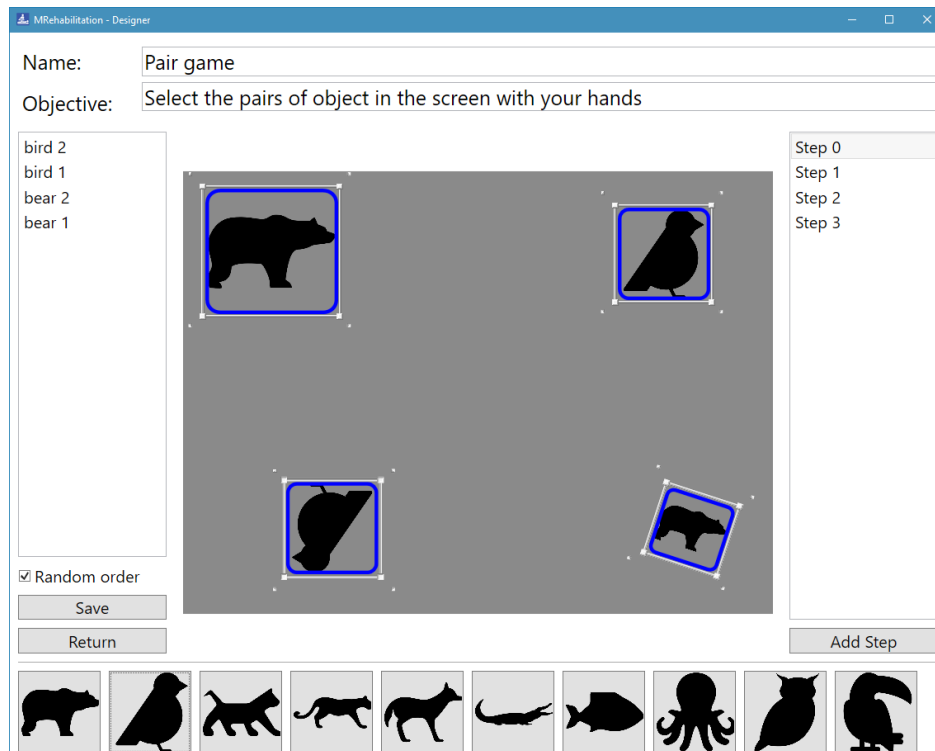 MRehabilitation - Designer
Name:
Pair game
Objective:
Select the pairs of object in the screen with your hands
bird 2
bird 1
bear 2
bear 1
Step 0
Step 1
Step 2
Step 3
Random order
Save
Return
Add Step